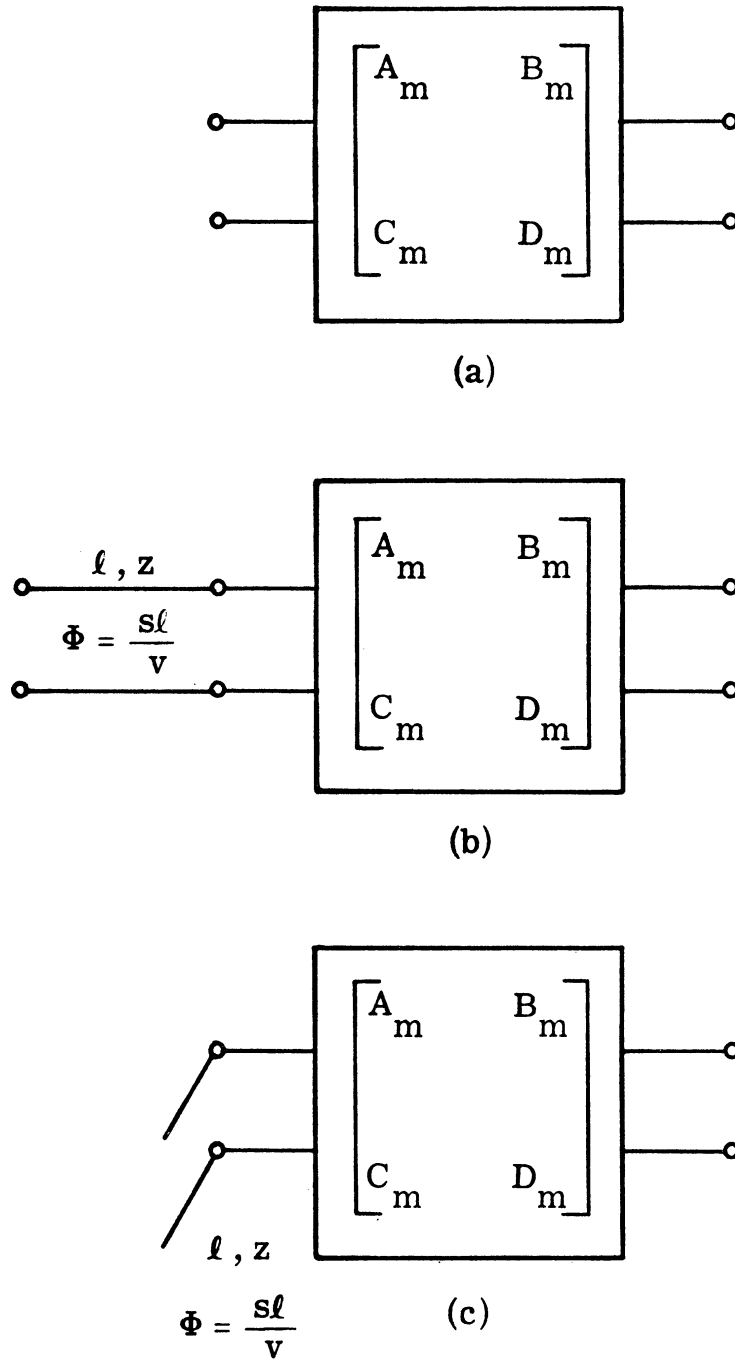 A_m B_m
C_m D_m
(a)
ℓ , z
Φ = sℓ/v
A_m B_m
C_m D_m
(b)
A_m B_m
C_m D_m
ℓ , z
Φ = sℓ/v
(c)